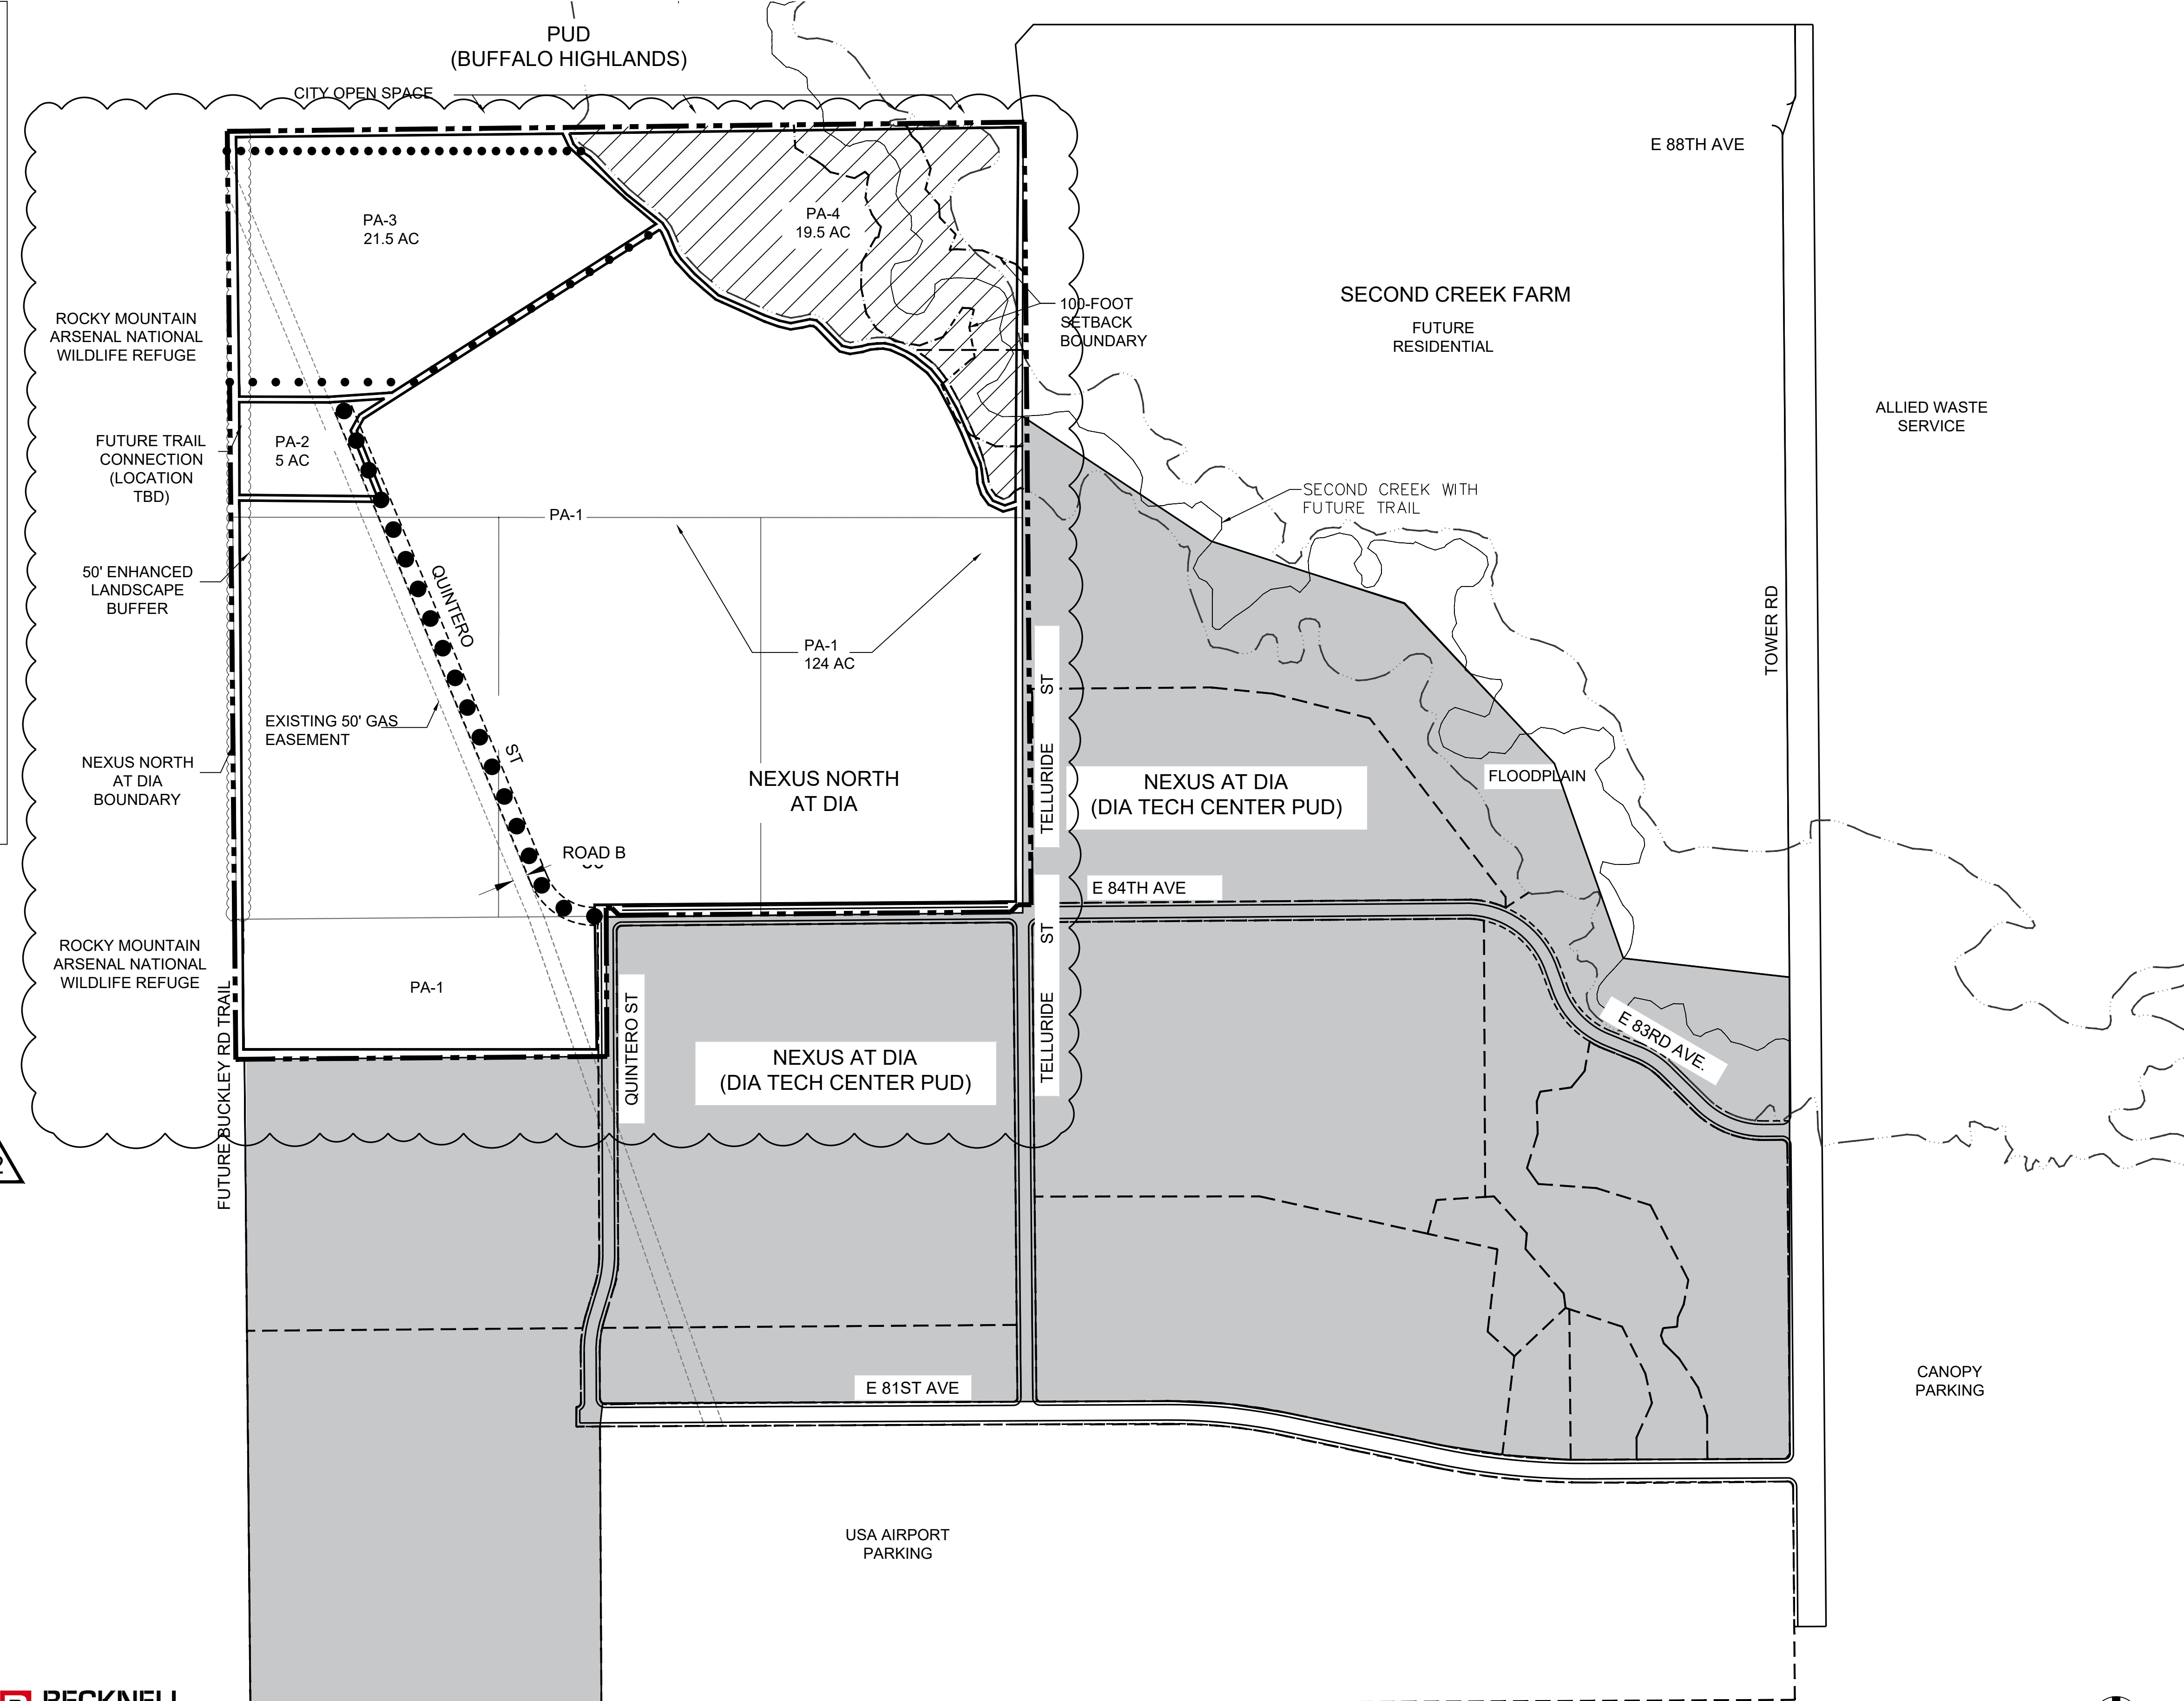 PUD
(BUFFALO HIGHLANDS)
CITY OPEN SPACE
E 88TH AVE
PA-3
21.5 AC
PA-4
19.5 AC
ROCKY MOUNTAIN
ARSENAL NATIONAL
WILDLIFE REFUGE
100-FOOT
SETBACK
BOUNDARY
SECOND CREEK FARM
FUTURE
RESIDENTIAL
ALLIED WASTE
SERVICE
FUTURE TRAIL
CONNECTION
(LOCATION
TBD)
PA-2
5 AC
SECOND CREEK WITH
FUTURE TRAIL
PA-1
50' ENHANCED
LANDSCAPE
BUFFER
QUINTERO
ST
PA-1
124 AC
TOWER RD
EXISTING 50' GAS
EASEMENT
NEXUS NORTH
AT DIA
BOUNDARY
NEXUS NORTH
AT DIA
TELLURIDE ST
NEXUS AT DIA
(DIA TECH CENTER PUD)
FLOODPLAIN
ROAD B
E 84TH AVE
ROCKY MOUNTAIN
ARSENAL NATIONAL
WILDLIFE REFUGE
PA-1
FUTURE BUCKLEY RD TRAIL
QUINTERO ST
NEXUS AT DIA
(DIA TECH CENTER PUD)
TELLURIDE ST
E 83RD AVE.
2
E 81ST AVE
CANOPY
PARKING
USA AIRPORT
PARKING
BECKNELL